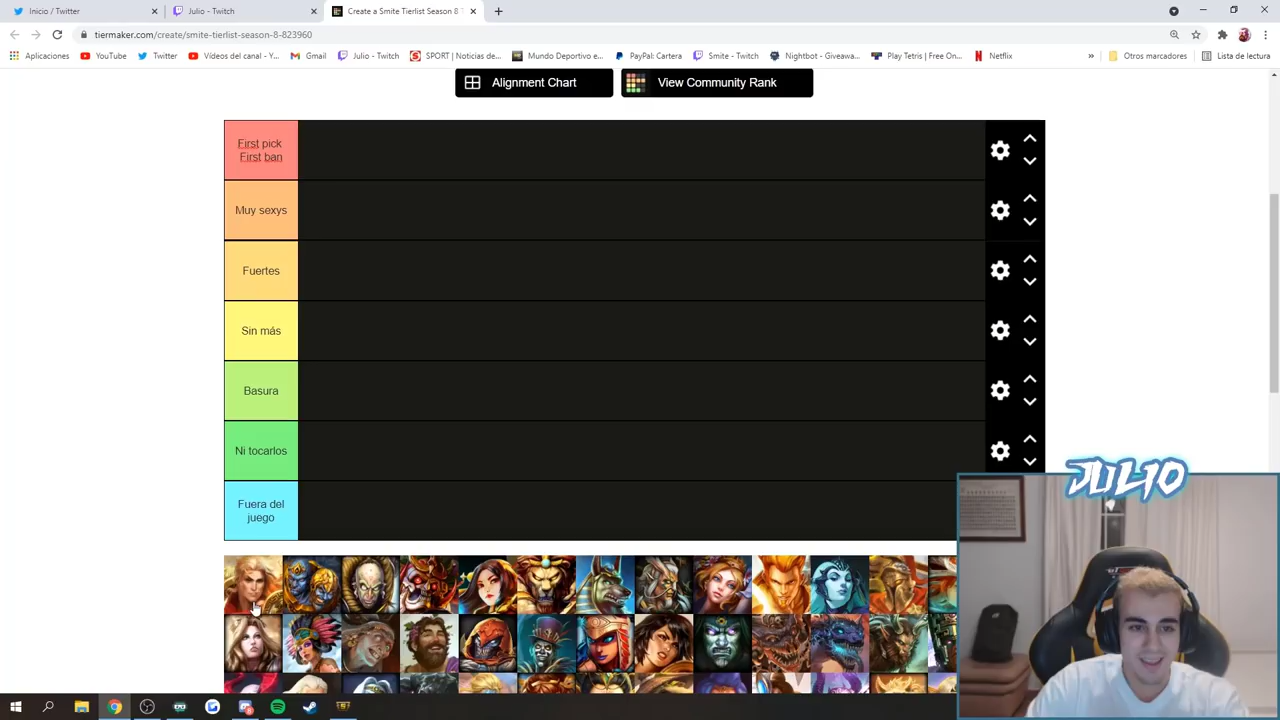 Inicio / Twitter
Julio - Twitch
Create a Smite Tierlist Season 8
tiermaker.com/create/smite-tierlist-season-8-823960
Aplicaciones
YouTube
Twitter
Vídeos del canal - Y...
Gmail
Julio - Twitch
SPORT | Noticias de...
Mundo Deportivo e...
PayPal: Cartera
Smite - Twitch
Nightbot - Giveawa...
Play Tetris | Free On...
Netflix
»
Otros marcadores
Lista de lectura
Alignment Chart
View Community Rank
First pick
First ban
Muy sexys
Fuertes
Sin más
Basura
Ni tocarlos
Fuera del
juego
JULIO